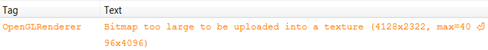 Tag Text
OpenGLRenderer Bitmap too large to be uploaded into a texture (4128x2322, max=40
96x4096)